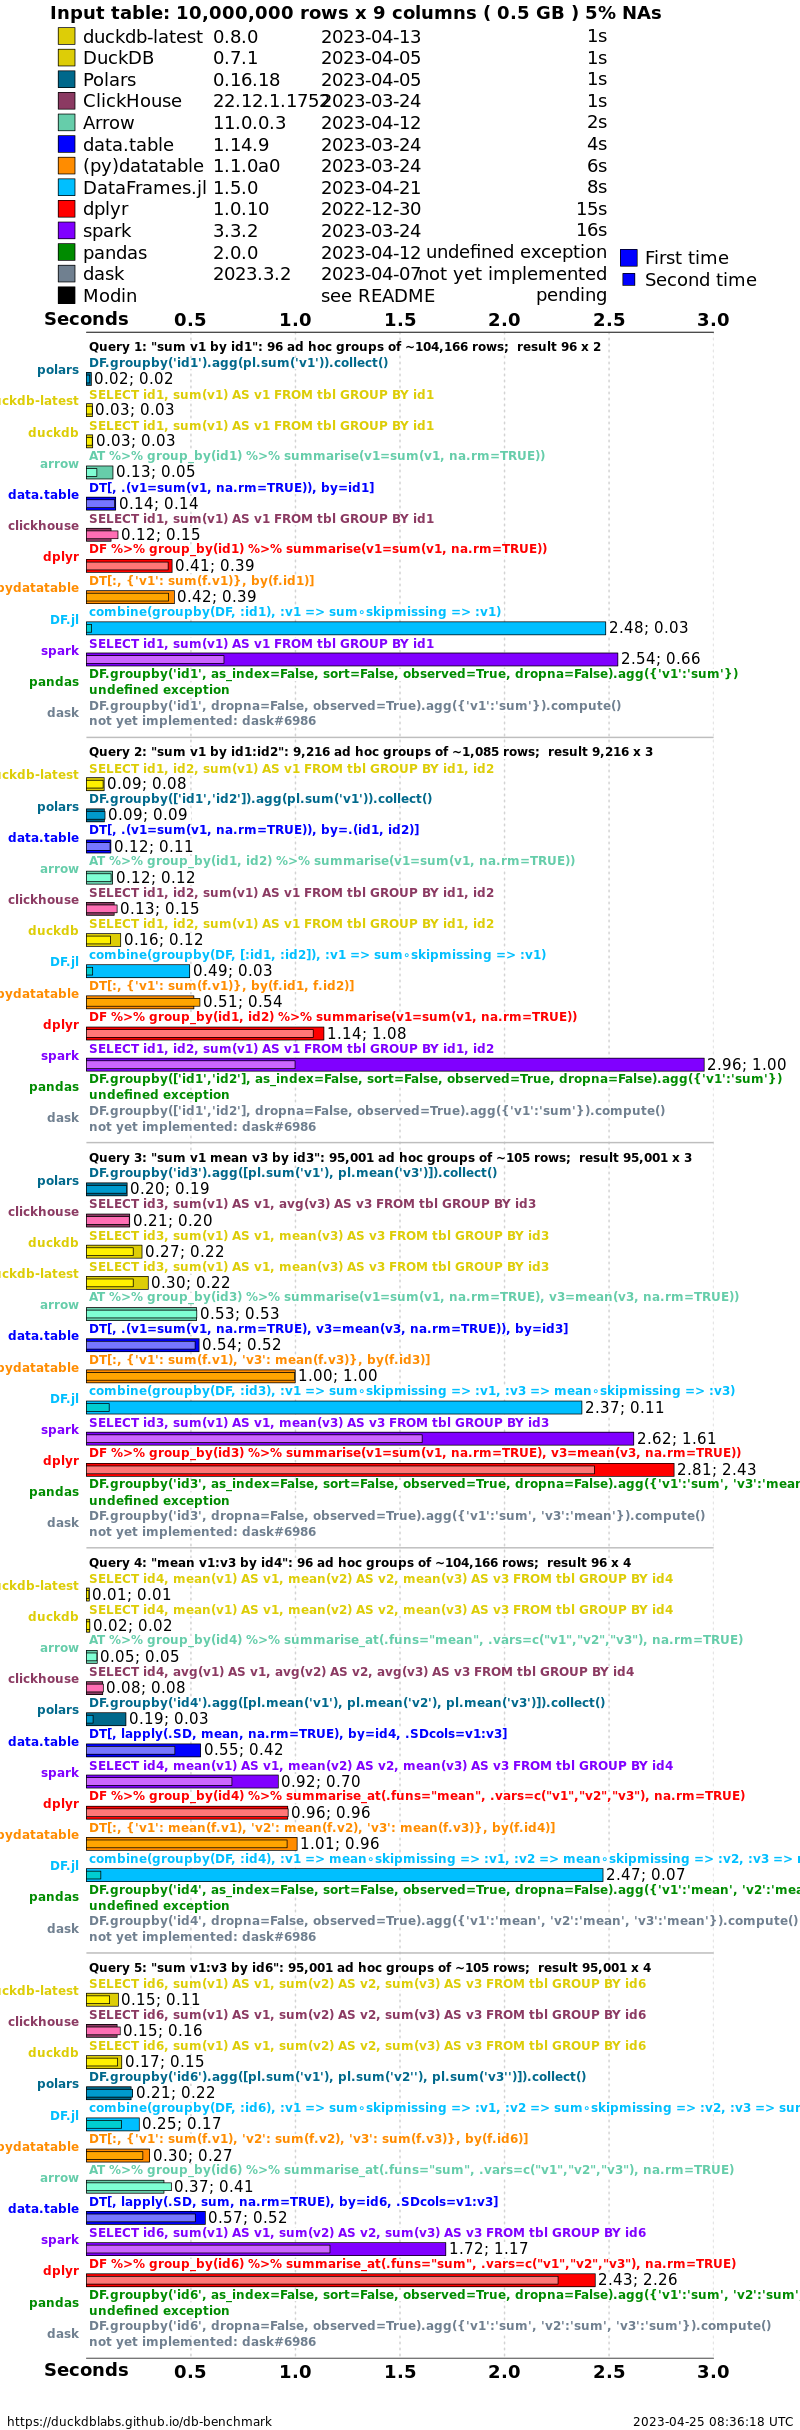 Input table: 10,000,000 rows x 9 columns ( 0.5 GB ) 5% NAs
duckdb-latest 0.8.0 2023-04-13 1s
DuckDB 0.7.1 2023-04-05 1s
Polars 0.16.18 2023-04-05 1s
ClickHouse 22.12.1.1752 2023-03-24 1s
Arrow 11.0.0.3 2023-04-12 2s
data.table 1.14.9 2023-03-24 4s
(py)datatable 1.1.0a0 2023-03-24 6s
DataFrames.jl 1.5.0 2023-04-21 8s
dplyr 1.0.10 2022-12-30 15s
spark 3.3.2 2023-03-24 16s
pandas 2.0.0 2023-04-12 undefined exception
First time
dask 2023.3.2 2023-04-07 not yet implemented
Second time
Modin see README pending
Seconds 0.5 1.0 1.5 2.0 2.5 3.0
Query 1: "sum v1 by id1": 96 ad hoc groups of ~104,166 rows;  result 96 x 2
DF.groupby('id1').agg(pl.sum('v1')).collect()
polars 0.02; 0.02
SELECT id1, sum(v1) AS v1 FROM tbl GROUP BY id1
uckdb-latest 0.03; 0.03
SELECT id1, sum(v1) AS v1 FROM tbl GROUP BY id1
duckdb 0.03; 0.03
AT %>% group_by(id1) %>% summarise(v1=sum(v1, na.rm=TRUE))
arrow 0.13; 0.05
DT[, .(v1=sum(v1, na.rm=TRUE)), by=id1]
data.table 0.14; 0.14
SELECT id1, sum(v1) AS v1 FROM tbl GROUP BY id1
clickhouse 0.12; 0.15
DF %>% group_by(id1) %>% summarise(v1=sum(v1, na.rm=TRUE))
dplyr 0.41; 0.39
DT[:, {'v1': sum(f.v1)}, by(f.id1)]
pydatatable 0.42; 0.39
combine(groupby(DF, :id1), :v1 => sum∘skipmissing => :v1)
DF.jl 2.48; 0.03
SELECT id1, sum(v1) AS v1 FROM tbl GROUP BY id1
spark 2.54; 0.66
DF.groupby('id1', as_index=False, sort=False, observed=True, dropna=False).agg({'v1':'sum'})
pandas undefined exception
DF.groupby('id1', dropna=False, observed=True).agg({'v1':'sum'}).compute()
dask not yet implemented: dask#6986
Query 2: "sum v1 by id1:id2": 9,216 ad hoc groups of ~1,085 rows;  result 9,216 x 3
SELECT id1, id2, sum(v1) AS v1 FROM tbl GROUP BY id1, id2
uckdb-latest 0.09; 0.08
DF.groupby(['id1','id2']).agg(pl.sum('v1')).collect()
polars 0.09; 0.09
DT[, .(v1=sum(v1, na.rm=TRUE)), by=.(id1, id2)]
data.table 0.12; 0.11
AT %>% group_by(id1, id2) %>% summarise(v1=sum(v1, na.rm=TRUE))
arrow 0.12; 0.12
SELECT id1, id2, sum(v1) AS v1 FROM tbl GROUP BY id1, id2
clickhouse 0.13; 0.15
SELECT id1, id2, sum(v1) AS v1 FROM tbl GROUP BY id1, id2
duckdb 0.16; 0.12
combine(groupby(DF, [:id1, :id2]), :v1 => sum∘skipmissing => :v1)
DF.jl 0.49; 0.03
DT[:, {'v1': sum(f.v1)}, by(f.id1, f.id2)]
pydatatable 0.51; 0.54
DF %>% group_by(id1, id2) %>% summarise(v1=sum(v1, na.rm=TRUE))
dplyr 1.14; 1.08
SELECT id1, id2, sum(v1) AS v1 FROM tbl GROUP BY id1, id2
spark 2.96; 1.00
DF.groupby(['id1','id2'], as_index=False, sort=False, observed=True, dropna=False).agg({'v1':'sum'})
pandas undefined exception
DF.groupby(['id1','id2'], dropna=False, observed=True).agg({'v1':'sum'}).compute()
dask not yet implemented: dask#6986
Query 3: "sum v1 mean v3 by id3": 95,001 ad hoc groups of ~105 rows;  result 95,001 x 3
DF.groupby('id3').agg([pl.sum('v1'), pl.mean('v3')]).collect()
polars 0.20; 0.19
SELECT id3, sum(v1) AS v1, avg(v3) AS v3 FROM tbl GROUP BY id3
clickhouse 0.21; 0.20
SELECT id3, sum(v1) AS v1, mean(v3) AS v3 FROM tbl GROUP BY id3
duckdb 0.27; 0.22
SELECT id3, sum(v1) AS v1, mean(v3) AS v3 FROM tbl GROUP BY id3
uckdb-latest 0.30; 0.22
AT %>% group_by(id3) %>% summarise(v1=sum(v1, na.rm=TRUE), v3=mean(v3, na.rm=TRUE))
arrow 0.53; 0.53
DT[, .(v1=sum(v1, na.rm=TRUE), v3=mean(v3, na.rm=TRUE)), by=id3]
data.table 0.54; 0.52
DT[:, {'v1': sum(f.v1), 'v3': mean(f.v3)}, by(f.id3)]
pydatatable 1.00; 1.00
combine(groupby(DF, :id3), :v1 => sum∘skipmissing => :v1, :v3 => mean∘skipmissing => :v3)
DF.jl 2.37; 0.11
SELECT id3, sum(v1) AS v1, mean(v3) AS v3 FROM tbl GROUP BY id3
spark 2.62; 1.61
DF %>% group_by(id3) %>% summarise(v1=sum(v1, na.rm=TRUE), v3=mean(v3, na.rm=TRUE))
dplyr 2.81; 2.43
DF.groupby('id3', as_index=False, sort=False, observed=True, dropna=False).agg({'v1':'sum', 'v3':'mean
pandas undefined exception
DF.groupby('id3', dropna=False, observed=True).agg({'v1':'sum', 'v3':'mean'}).compute()
dask not yet implemented: dask#6986
Query 4: "mean v1:v3 by id4": 96 ad hoc groups of ~104,166 rows;  result 96 x 4
SELECT id4, mean(v1) AS v1, mean(v2) AS v2, mean(v3) AS v3 FROM tbl GROUP BY id4
uckdb-latest 0.01; 0.01
SELECT id4, mean(v1) AS v1, mean(v2) AS v2, mean(v3) AS v3 FROM tbl GROUP BY id4
duckdb 0.02; 0.02
AT %>% group_by(id4) %>% summarise_at(.funs="mean", .vars=c("v1","v2","v3"), na.rm=TRUE)
arrow 0.05; 0.05
SELECT id4, avg(v1) AS v1, avg(v2) AS v2, avg(v3) AS v3 FROM tbl GROUP BY id4
clickhouse 0.08; 0.08
DF.groupby('id4').agg([pl.mean('v1'), pl.mean('v2'), pl.mean('v3')]).collect()
polars 0.19; 0.03
DT[, lapply(.SD, mean, na.rm=TRUE), by=id4, .SDcols=v1:v3]
data.table 0.55; 0.42
SELECT id4, mean(v1) AS v1, mean(v2) AS v2, mean(v3) AS v3 FROM tbl GROUP BY id4
spark 0.92; 0.70
DF %>% group_by(id4) %>% summarise_at(.funs="mean", .vars=c("v1","v2","v3"), na.rm=TRUE)
dplyr 0.96; 0.96
DT[:, {'v1': mean(f.v1), 'v2': mean(f.v2), 'v3': mean(f.v3)}, by(f.id4)]
pydatatable 1.01; 0.96
combine(groupby(DF, :id4), :v1 => mean∘skipmissing => :v1, :v2 => mean∘skipmissing => :v2, :v3 =>
DF.jl 2.47; 0.07
DF.groupby('id4', as_index=False, sort=False, observed=True, dropna=False).agg({'v1':'mean', 'v2':'mea
pandas undefined exception
DF.groupby('id4', dropna=False, observed=True).agg({'v1':'mean', 'v2':'mean', 'v3':'mean'}).compute()
dask not yet implemented: dask#6986
Query 5: "sum v1:v3 by id6": 95,001 ad hoc groups of ~105 rows;  result 95,001 x 4
SELECT id6, sum(v1) AS v1, sum(v2) AS v2, sum(v3) AS v3 FROM tbl GROUP BY id6
uckdb-latest 0.15; 0.11
SELECT id6, sum(v1) AS v1, sum(v2) AS v2, sum(v3) AS v3 FROM tbl GROUP BY id6
clickhouse 0.15; 0.16
SELECT id6, sum(v1) AS v1, sum(v2) AS v2, sum(v3) AS v3 FROM tbl GROUP BY id6
duckdb 0.17; 0.15
DF.groupby('id6').agg([pl.sum('v1'), pl.sum('v2''), pl.sum('v3'')]).collect()
polars 0.21; 0.22
combine(groupby(DF, :id6), :v1 => sum∘skipmissing => :v1, :v2 => sum∘skipmissing => :v2, :v3 => sur
DF.jl 0.25; 0.17
DT[:, {'v1': sum(f.v1), 'v2': sum(f.v2), 'v3': sum(f.v3)}, by(f.id6)]
pydatatable 0.30; 0.27
AT %>% group_by(id6) %>% summarise_at(.funs="sum", .vars=c("v1","v2","v3"), na.rm=TRUE)
arrow 0.37; 0.41
DT[, lapply(.SD, sum, na.rm=TRUE), by=id6, .SDcols=v1:v3]
data.table 0.57; 0.52
SELECT id6, sum(v1) AS v1, sum(v2) AS v2, sum(v3) AS v3 FROM tbl GROUP BY id6
spark 1.72; 1.17
DF %>% group_by(id6) %>% summarise_at(.funs="sum", .vars=c("v1","v2","v3"), na.rm=TRUE)
dplyr 2.43; 2.26
DF.groupby('id6', as_index=False, sort=False, observed=True, dropna=False).agg({'v1':'sum', 'v2':'sum'
pandas undefined exception
DF.groupby('id6', dropna=False, observed=True).agg({'v1':'sum', 'v2':'sum', 'v3':'sum'}).compute()
dask not yet implemented: dask#6986
Seconds 0.5 1.0 1.5 2.0 2.5 3.0
https://duckdblabs.github.io/db-benchmark 2023-04-25 08:36:18 UTC